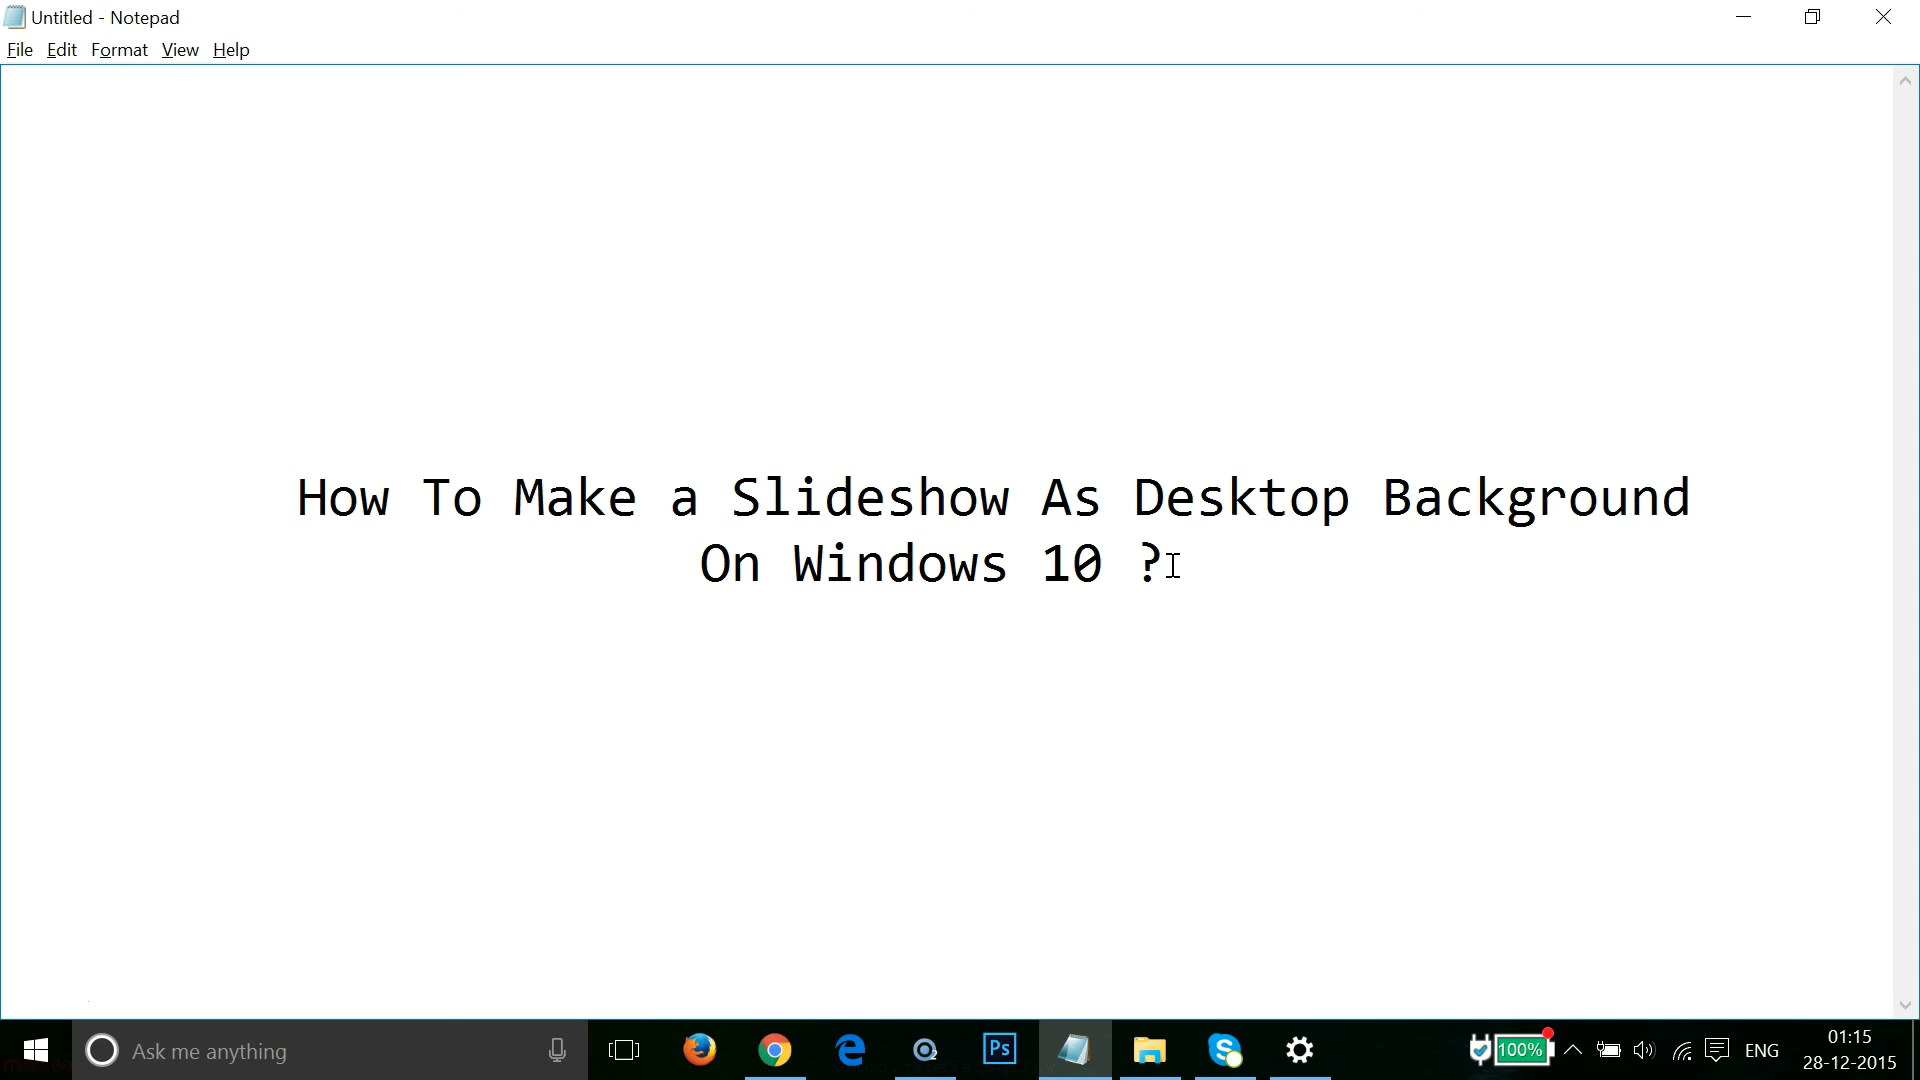 Untitled - Notepad
File Edit Format View Help
How To Make a Slideshow As Desktop Background
On Windows 10 ?
Ask me anything
Ps
100%
ENG
01:15
28-12-2015